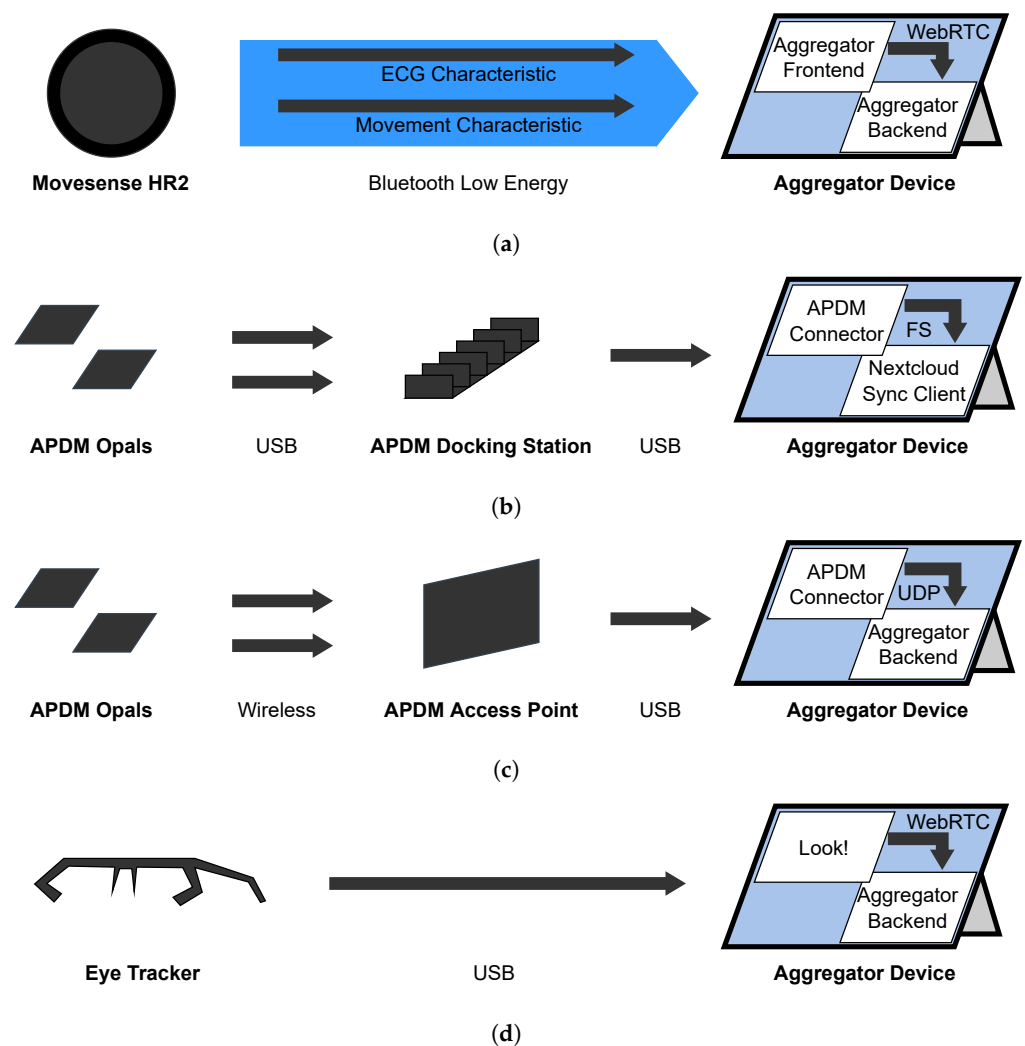 WebRTC
Aggregator
Frontend
Aggregator
Backend
ECG Characteristic
Movement Characteristic
Movesense HR2
Bluetooth Low Energy
Aggregator Device
(a)
APDM
Connector
FS
Nextcloud
Sync Client
APDM Opals
USB
APDM Docking Station
USB
Aggregator Device
(b)
APDM
Connector
UDP
Aggregator
Backend
APDM Opals
Wireless
APDM Access Point
USB
Aggregator Device
(c)
WebRTC
Look!
Aggregator
Backend
Eye Tracker
USB
Aggregator Device
(d)